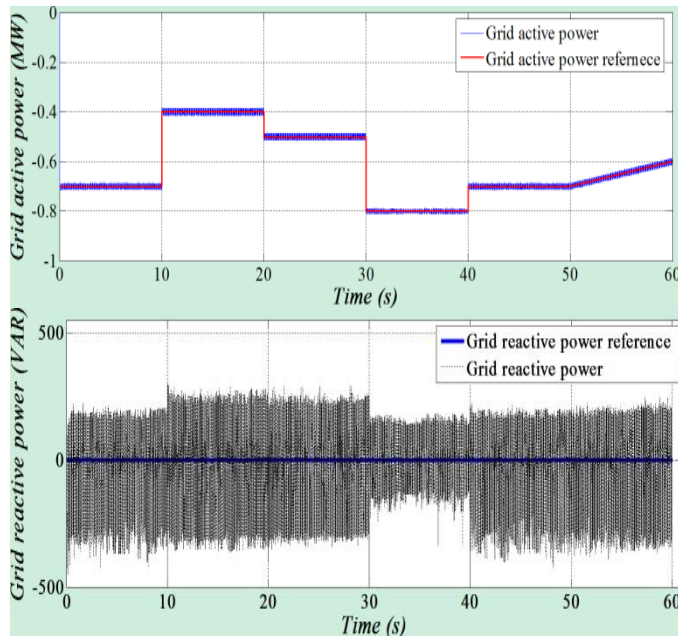 Grid active power (MW)
0
-0.2
-0.4
-0.6
-0.8
-1
Grid active power
Grid active power refernece
0 10 20 30 40 50 60
Time (s)
Grid reactive power (VAR)
500
0
-500
Grid reactive power reference
Grid reactive power
0 10 20 30 40 50 60
Time (s)